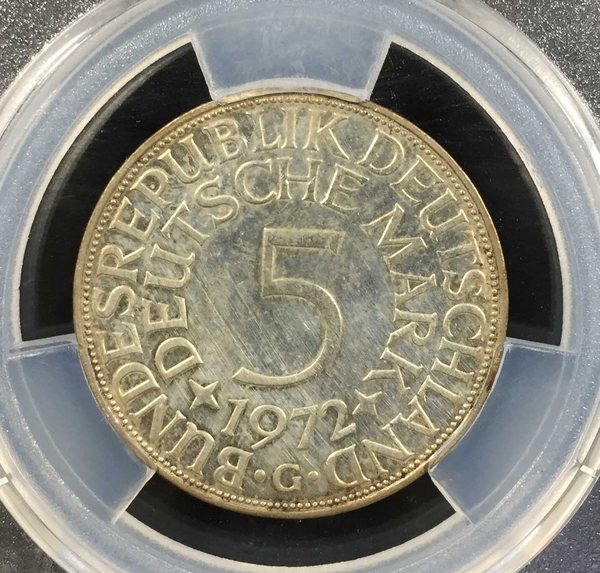 BUNDESREPUBLIK DEUTSCHLAND
DEUTSCHE MARK
5
1972
· G ·